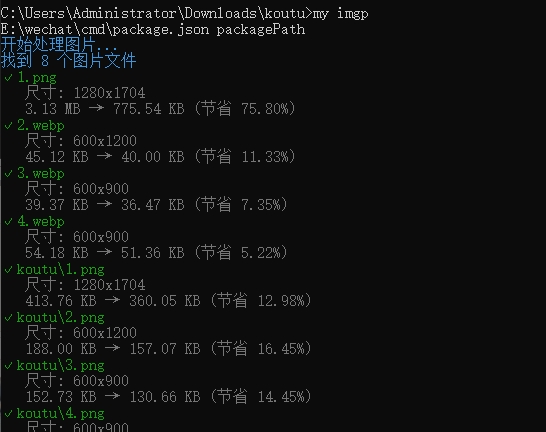 C:\Users\Administrator\Downloads\koutu>my imgp
E:\wechat\cmd\package.json packagePath
开始处理图片...
找到 8 个图片文件
✓ 1.png
尺寸: 1280x1704
3.13 MB → 775.54 KB (节省 75.80%)
✓ 2.webp
尺寸: 600x1200
45.12 KB → 40.00 KB (节省 11.33%)
✓ 3.webp
尺寸: 600x900
39.37 KB → 36.47 KB (节省 7.35%)
✓ 4.webp
尺寸: 600x900
54.18 KB → 51.36 KB (节省 5.22%)
✓ koutu\1.png
尺寸: 1280x1704
413.76 KB → 360.05 KB (节省 12.98%)
✓ koutu\2.png
尺寸: 600x1200
188.00 KB → 157.07 KB (节省 16.45%)
✓ koutu\3.png
尺寸: 600x900
152.73 KB → 130.66 KB (节省 14.45%)
✓ koutu\4.png
尺寸: 600x900